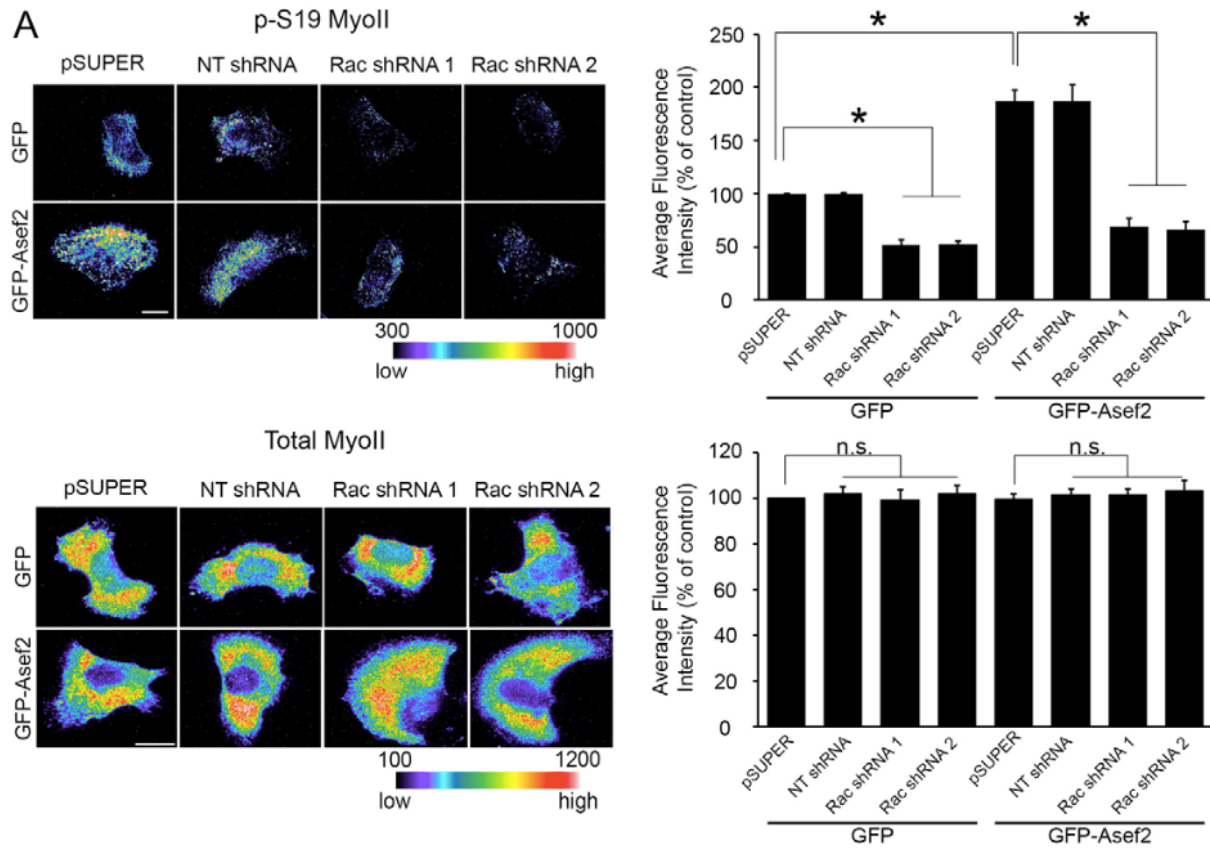 A
p-S19 MyoII
pSUPER NT shRNA Rac shRNA 1 Rac shRNA 2
GFP
GFP-Asef2
300 1000
low high
Average Fluorescence
Intensity (% of control)
250
200
150
100
50
0
*
*
*
pSUPER
NT shRNA
Rac shRNA 1
Rac shRNA 2
pSUPER
NT shRNA
Rac shRNA 1
Rac shRNA 2
GFP GFP-Asef2
Total MyoII
pSUPER NT shRNA Rac shRNA 1 Rac shRNA 2
GFP
GFP-Asef2
100 1200
low high
Average Fluorescence
Intensity (% of control)
120
100
80
60
40
20
0
n.s. n.s.
pSUPER
NT shRNA
Rac shRNA 1
Rac shRNA 2
pSUPER
NT shRNA
Rac shRNA 1
Rac shRNA 2
GFP GFP-Asef2